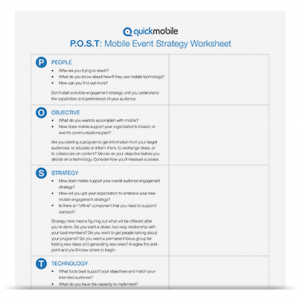 quickmobile
P.O.S.T: Mobile Event Strategy Worksheet
P PEOPLE
• Who are you trying to reach?
• What do you know about how if they use mobile technology?
• How can you find out more?
Don't start a mobile engagement strategy until you understand
the capabilities and preferences of your audience.
O OBJECTIVE
• What do you want to accomplish with mobile?
• How does mobile support your organization's mission or
event's communications plan?
Are you starting a program to get information from your target
audiences, to educate or inform them, to exchange ideas, or
to collaborate on content? Decide on your objective before you
decide on a technology. Consider how you'll measure success.
S STRATEGY
• How does mobile support your overall audience engagement
strategy?
• How will you get your organization to embrace your new
mobile engagement strategy?
• Is there an "offline" component that you need to support/
connect?
Strategy here means figuring out what will be different after
you're done. Do you want a closer, two-way relationship with
your best members? Do you want to get people talking about
your programs? Do you want a permanent focus group for
testing new ideas and generating new ones? Imagine the end-
point and you'll know where to begin.
T TECHNOLOGY
• What tools best support your objectives and match your
intended audience?
• Do you have the capacity to implement?